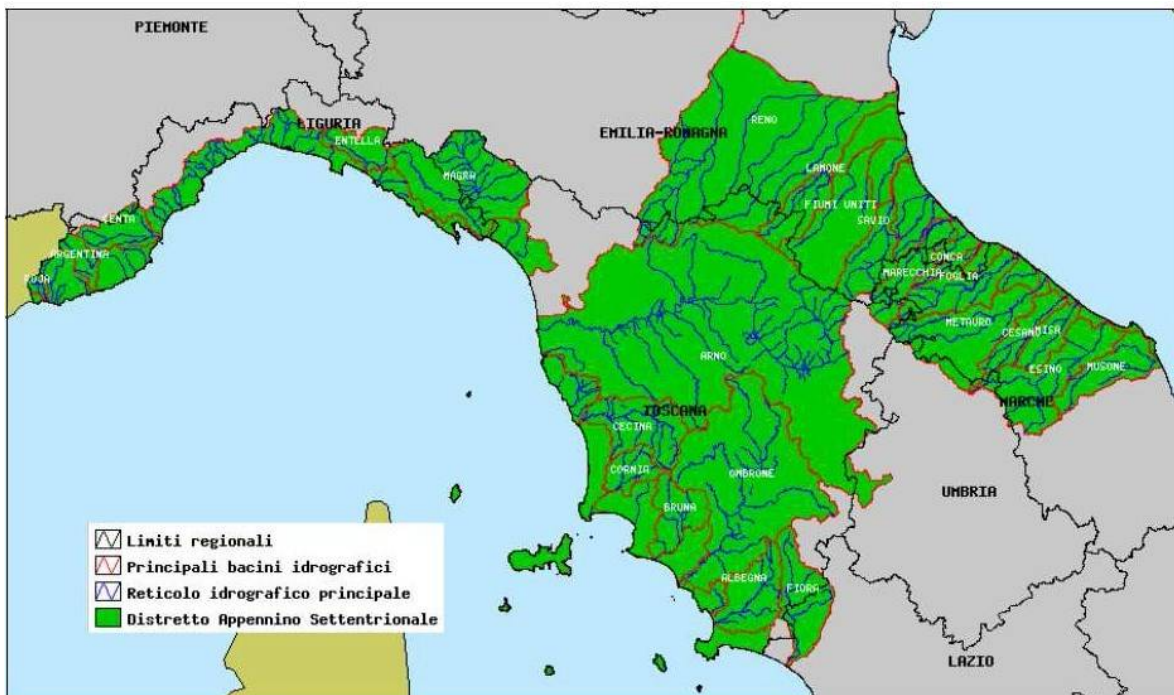 PIEMONTE
LIGURIA
ENTELLA
MAGRA
ARGENTINA
EMILIA-ROMAGNA
RENO
LAMONE
FIUMI UNITI
SAVIO
CONCA
MARECCHIA
FOGLIA
METAURO
CESANO
MISA
ESINO
MUSONE
MARCHE
ARNO
TOSCANA
CECINA
CORNIA
OMBRONE
BRUNA
ALBEGNA
FIORA
UMBRIA
LAZIO
Limiti regionali
Principali bacini idrografici
Reticolo idrografico principale
Distretto Appennino Settentrionale